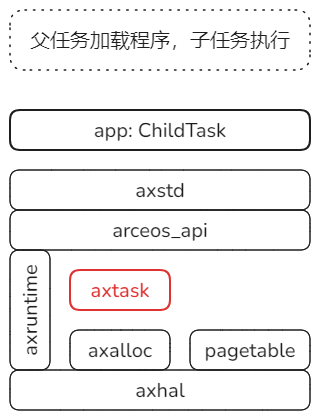 父任务加载程序，子任务执行
app: ChildTask
axstd
arceos_api
axruntime
axtask
axalloc
pagetable
axhal